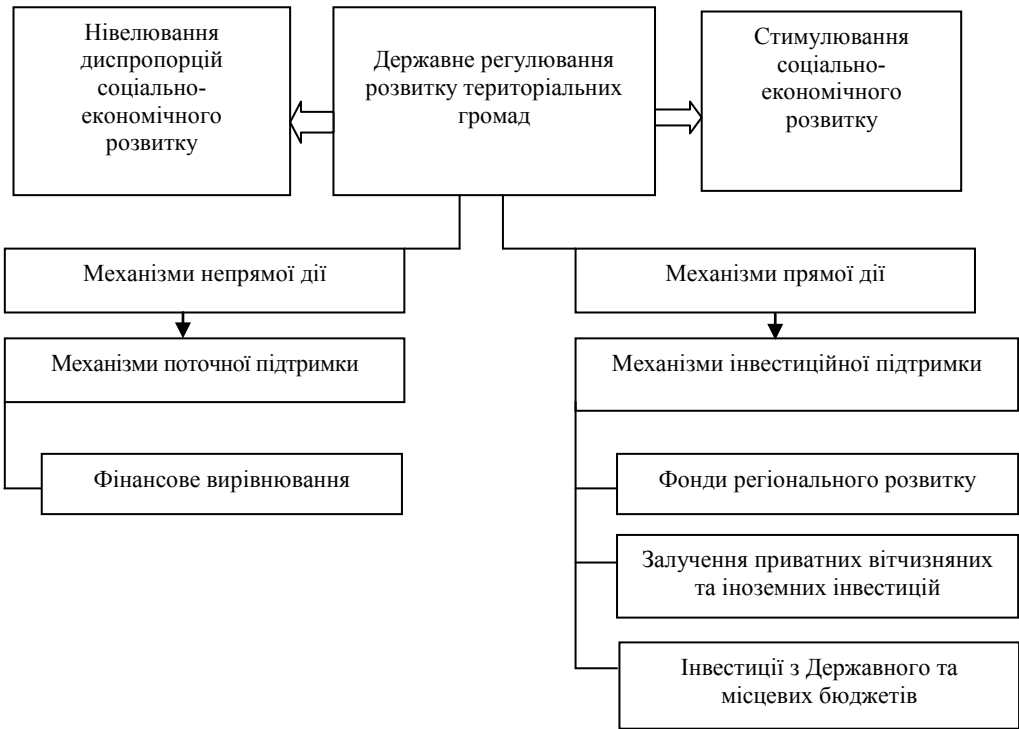 Нівелювання
диспропорцій
соціально-
економічного
розвитку
Державне регулювання
розвитку територіальних
громад
Стимулювання
соціально-
економічного
розвитку
Механізми непрямої дії
Механізми прямої дії
Механізми поточної підтримки
Механізми інвестиційної підтримки
Фінансове вирівнювання
Фонди регіонального розвитку
Залучення приватних вітчизняних
та іноземних інвестицій
Інвестиції з Державного та
місцевих бюджетів